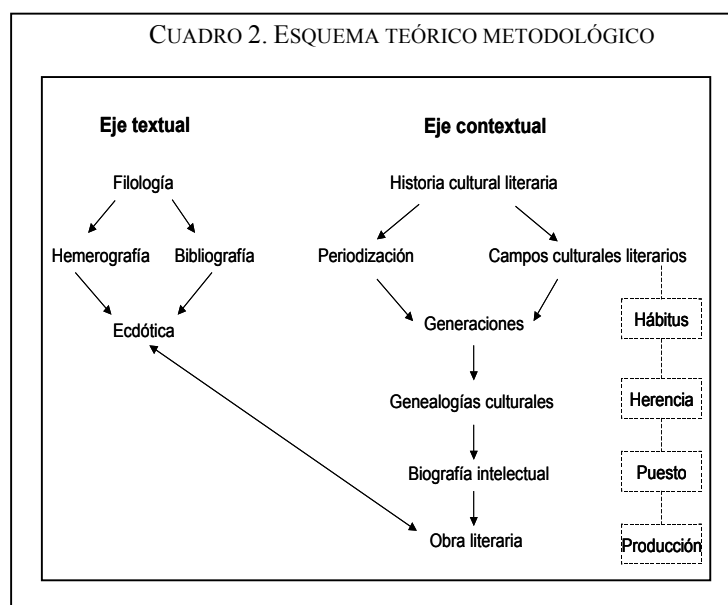 CUADRO 2. ESQUEMA TEÓRICO METODOLÓGICO
Eje textual
Eje contextual
Filología
Historia cultural literaria
Hemerografía
Bibliografía
Periodización
Campos culturales literarios
Ecdótica
Generaciones
Hábitus
Genealogías culturales
Herencia
Biografía intelectual
Puesto
Obra literaria
Producción